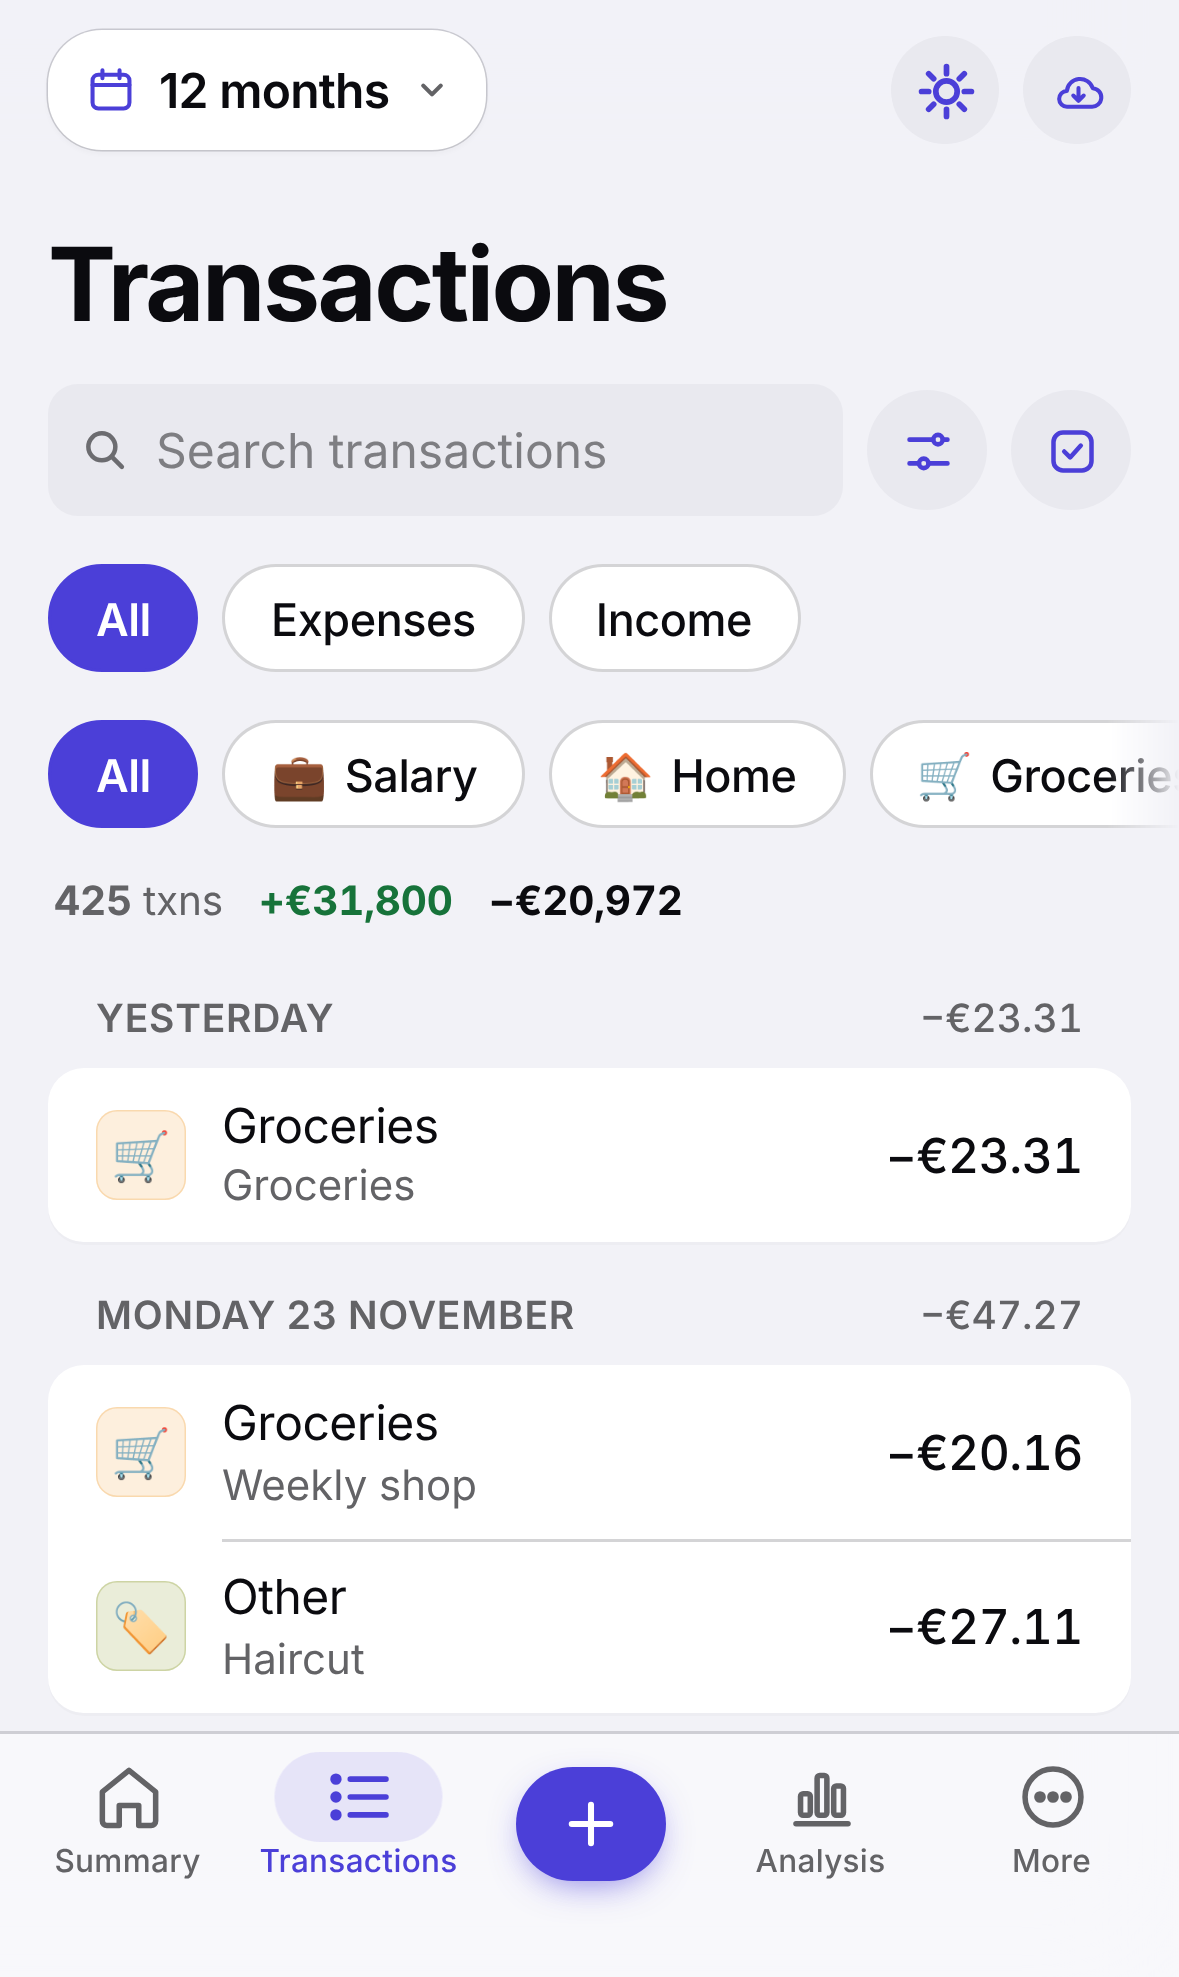 12 months
Transactions
Search transactions
All Expenses Income
All Salary Home Groceries
425 txns +€31,800 −€20,972
YESTERDAY −€23.31
Groceries
Groceries
−€23.31
MONDAY 23 NOVEMBER −€47.27
Groceries
Weekly shop
−€20.16
Other
Haircut
−€27.11
Summary Transactions Analysis More